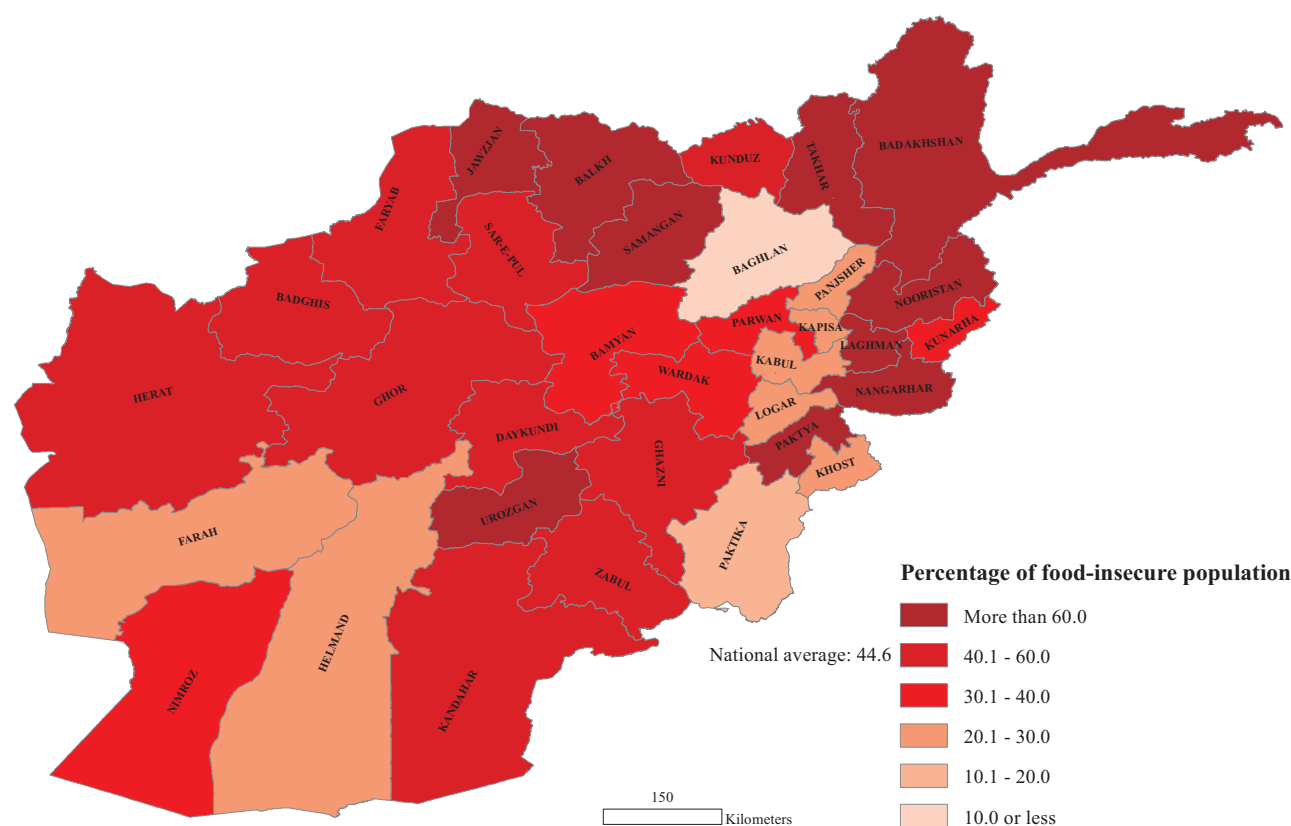 JAWZJAN
BALKH
KUNDUZ
TAKHAR
BADAKHSHAN
FARYAB
SAR-E-PUL
SAMANGAN
BAGHLAN
PANJSHER
NOORISTAN
BADGHIS
BAMYAN
PARWAN
KAPISA
KUNARHA
LAGHMAN
HERAT
GHOR
WARDAK
KABUL
NANGARHAR
LOGAR
DAYKUNDI
GHAZNI
PAKTYA
KHOST
UROZGAN
FARAH
PAKTIKA
ZABUL
HELMAND
NIMROZ
KANDAHAR
Percentage of food-insecure population
More than 60.0
National average: 44.6
40.1 - 60.0
30.1 - 40.0
20.1 - 30.0
10.1 - 20.0
10.0 or less
150
Kilometers